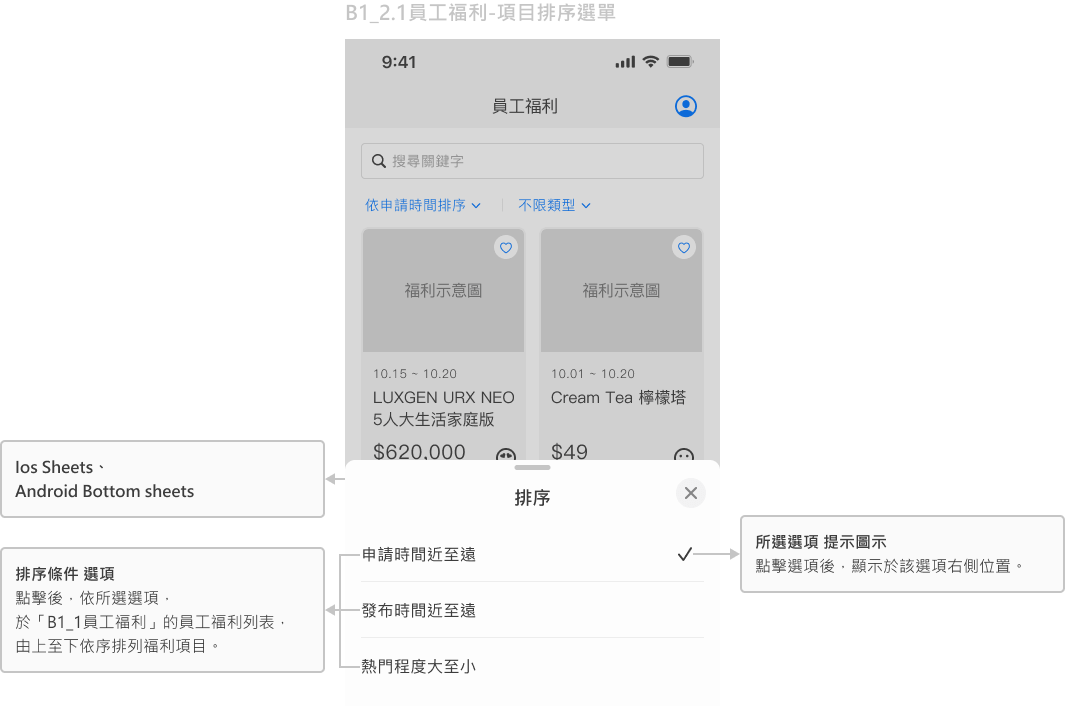 B1_2.1員工福利-項目排序選單
9:41
員工福利
搜尋關鍵字
依申請時間排序
不限類型
福利示意圖
福利示意圖
10.15 ~ 10.20
LUXGEN URX NEO
5人大生活家庭版
$620,000
10.01 ~ 10.20
Cream Tea 檸檬塔
$49
Ios Sheets、
Android Bottom sheets
排序
申請時間近至遠
發布時間近至遠
熱門程度大至小
排序條件 選項
點擊後，依所選選項，
於「B1_1員工福利」的員工福利列表，
由上至下依序排列福利項目。
所選選項 提示圖示
點擊選項後，顯示於該選項右側位置。